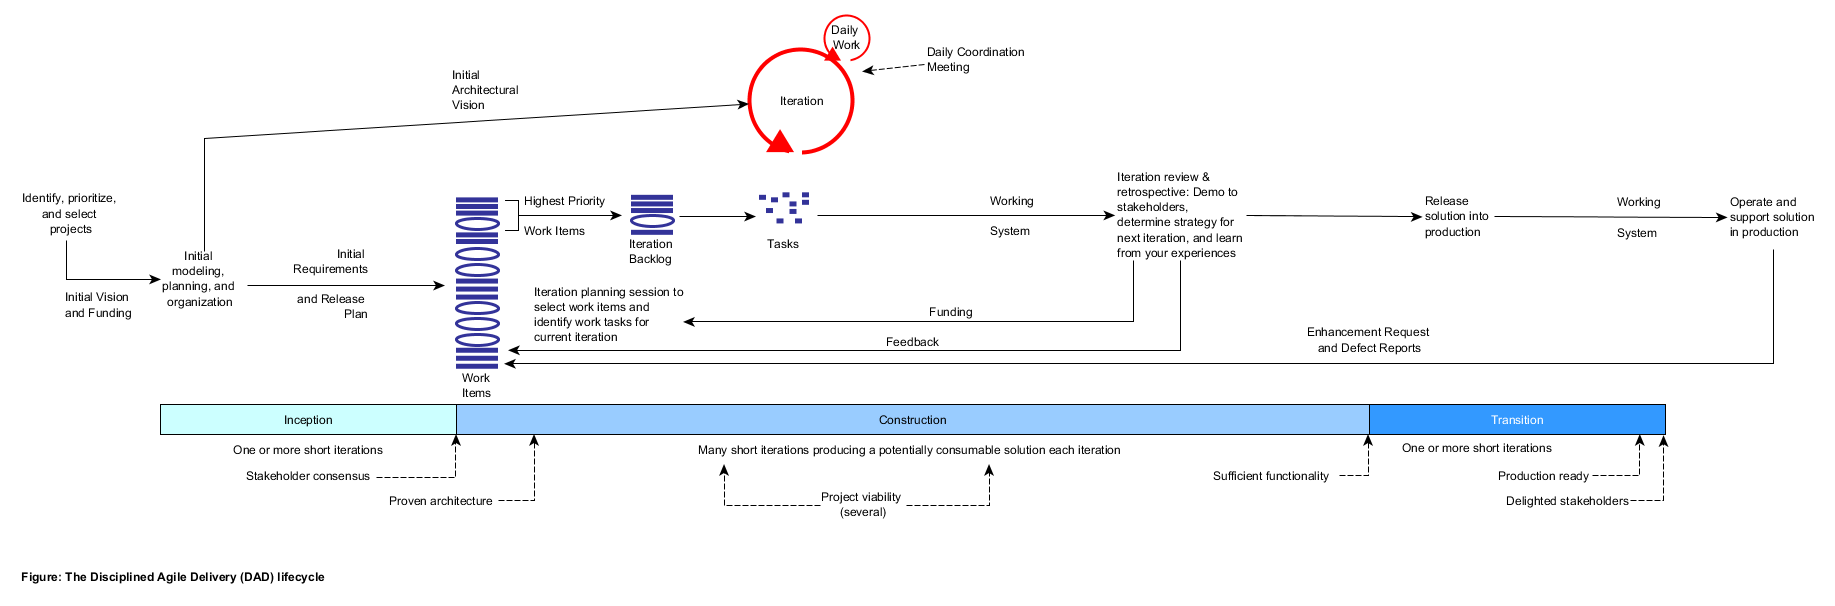 Daily
Work
Daily Coordination
Meeting
Initial
Architectural
Vision
Iteration
Identify, prioritize,
and select
projects
Initial Vision
and Funding
Initial
modeling,
planning, and
organization
Initial
Requirements
and Release
Plan
Highest Priority
Work Items
Iteration
Backlog
Tasks
Working
System
Iteration review &
retrospective: Demo to
stakeholders,
determine strategy for
next iteration, and learn
from your experiences
Release
solution into
production
Working
System
Operate and
support solution
in production
Iteration planning session to
select work items and
identify work tasks for
current iteration
Funding
Feedback
Enhancement Request
and Defect Reports
Work
Items
Inception
Construction
Transition
One or more short iterations
Many short iterations producing a potentially consumable solution each iteration
One or more short iterations
Stakeholder consensus
Proven architecture
Project viability
(several)
Sufficient functionality
Production ready
Delighted stakeholders
Figure: The Disciplined Agile Delivery (DAD) lifecycle